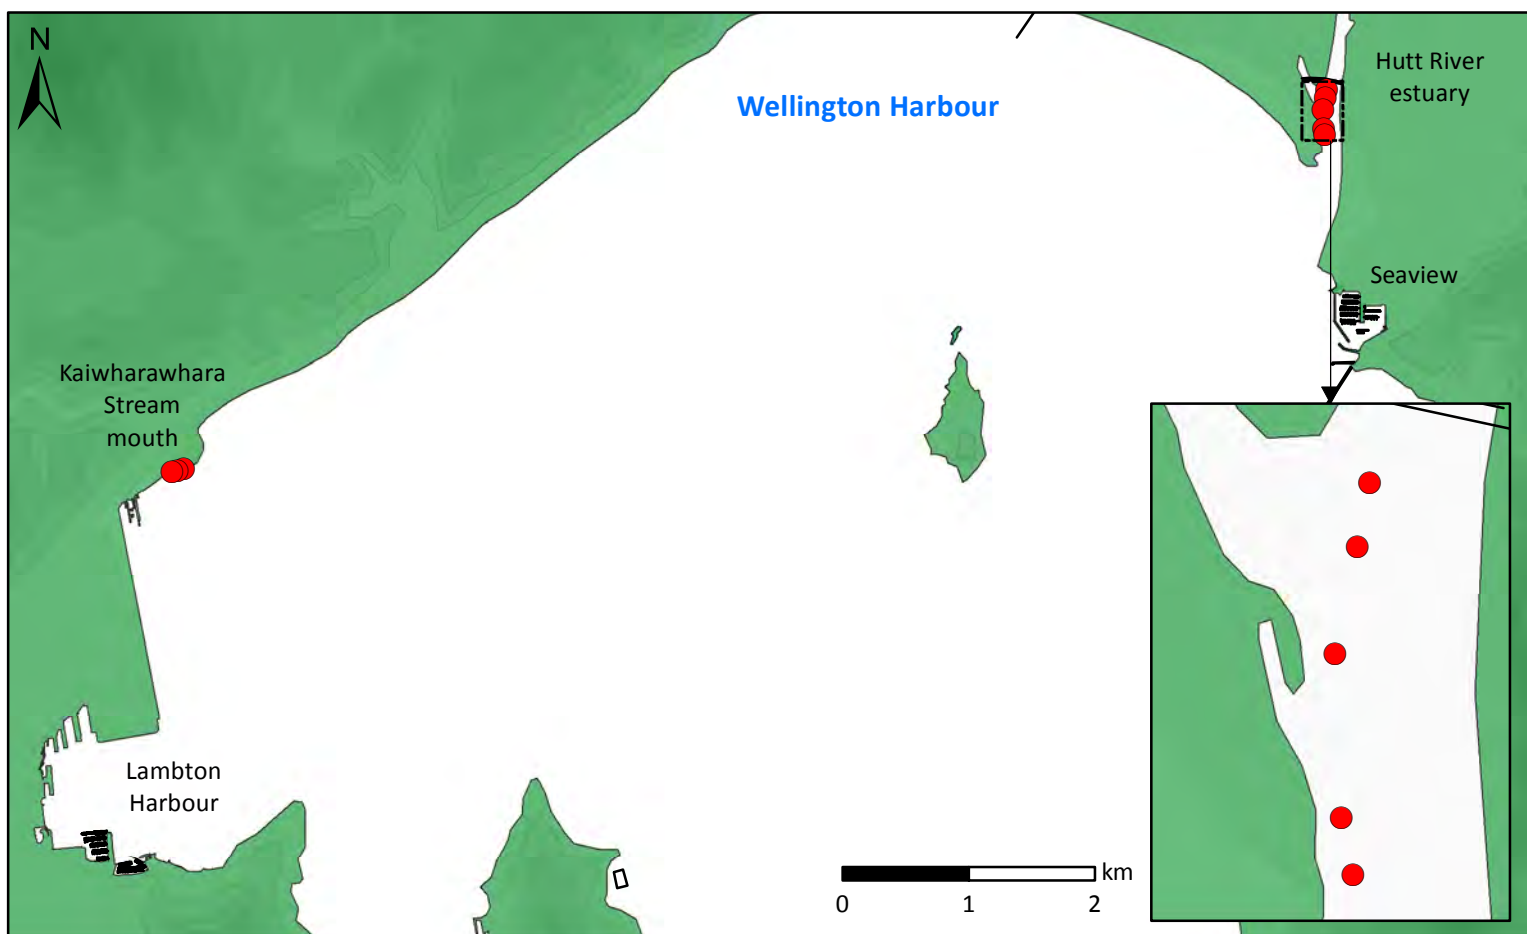 N
Wellington Harbour
Hutt River
estuary
Seaview
Kaiwharawhara
Stream
mouth
Lambton
Harbour
km
0 1 2